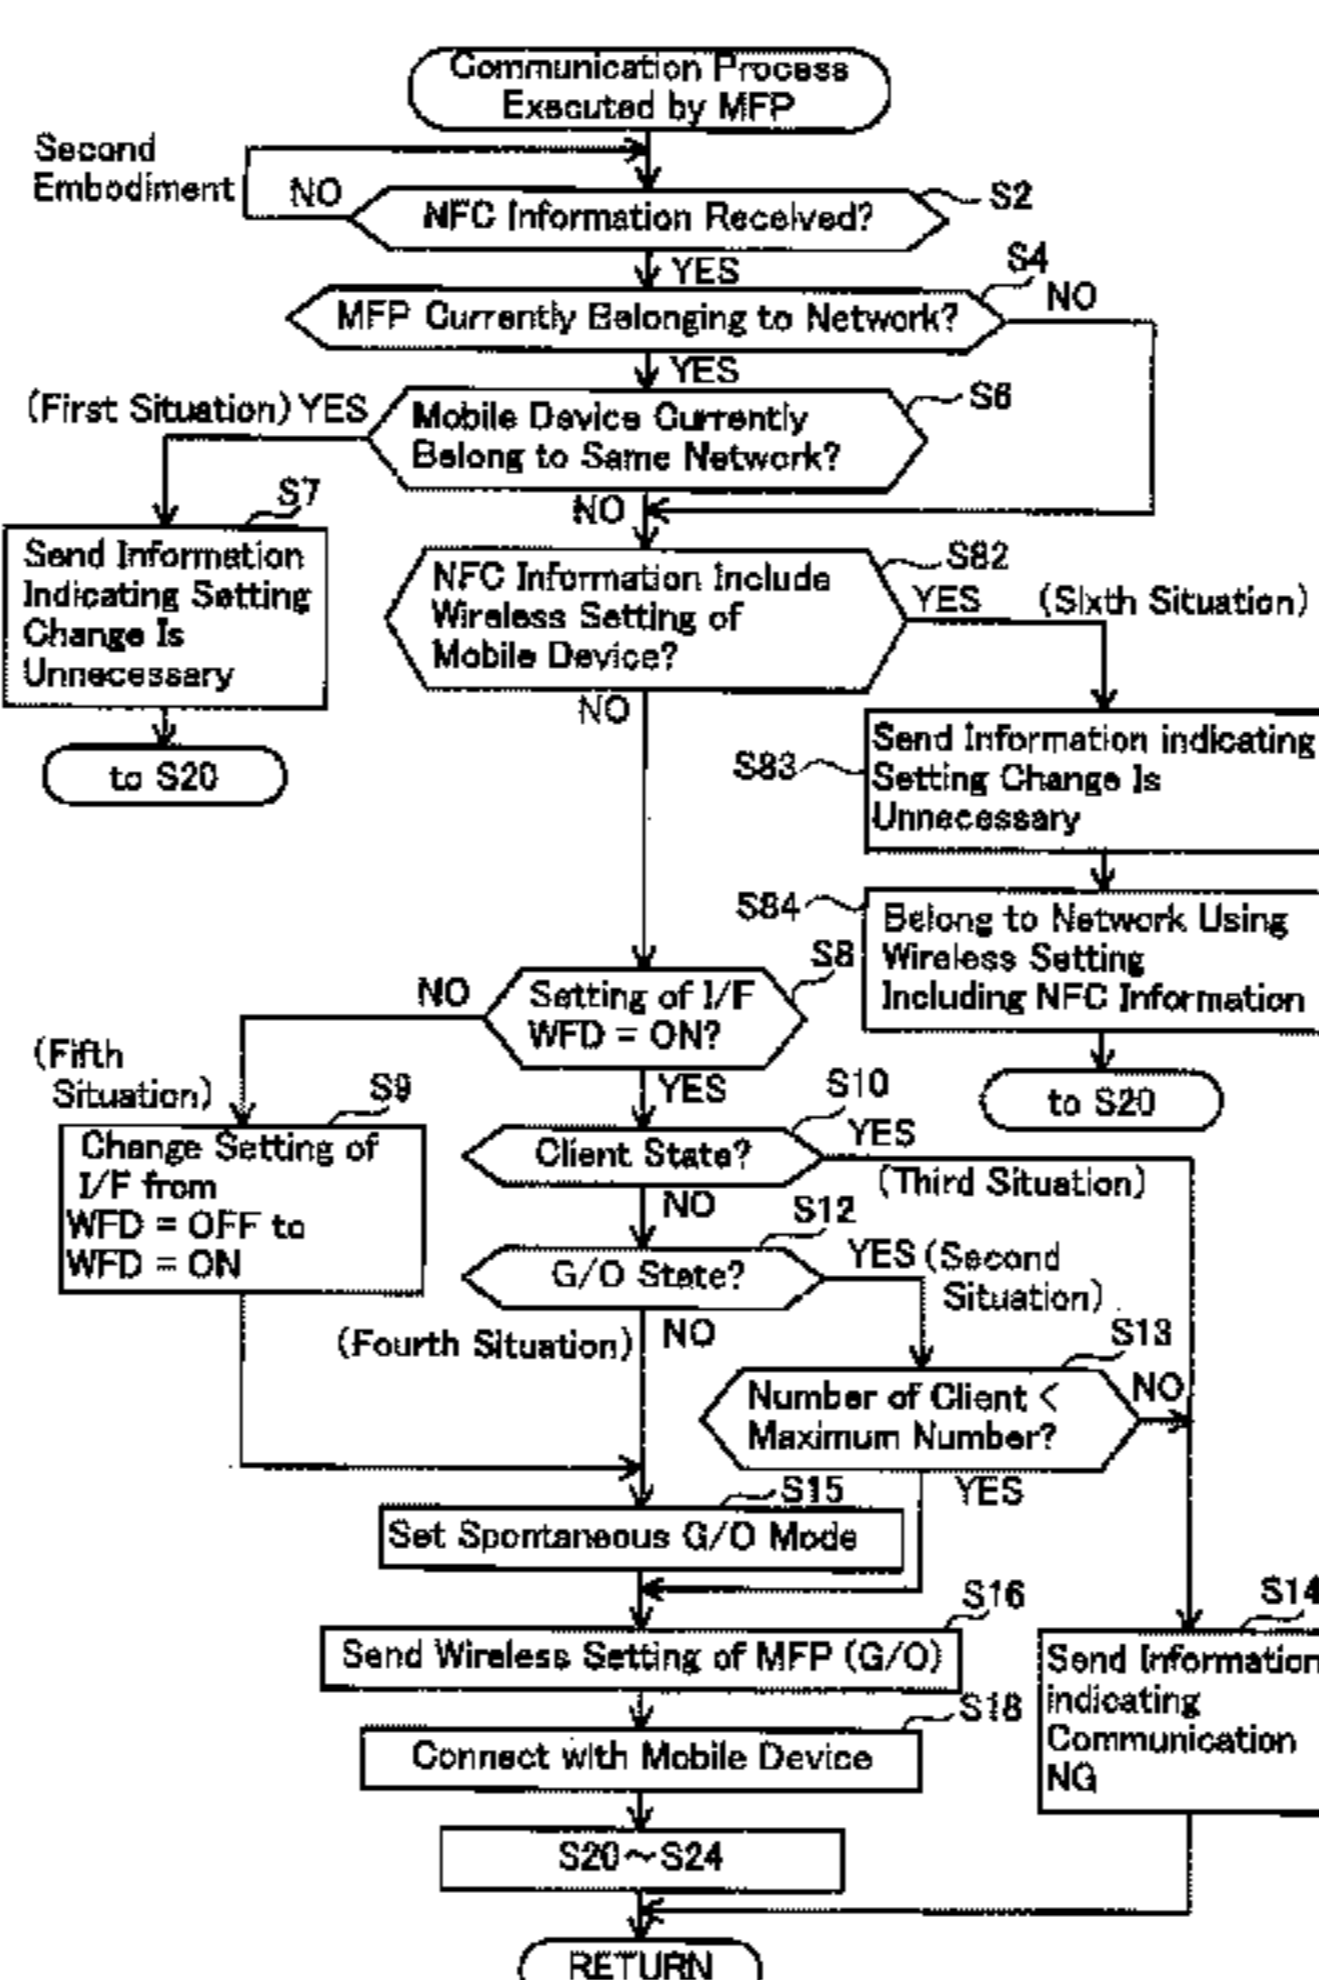 Communication Process
Executed by MFP
Second
Embodiment
NO
NFC Information Received?
S2
YES
S4
MFP Currently Belonging to Network?
NO
YES
(First Situation) YES
Mobile Device Currently
Belong to Same Network?
S6
NO
S7
Send Information
Indicating Setting
Change Is
Unnecessary
to S20
NFC Information Include
Wireless Setting of
Mobile Device?
S82
YES
(Sixth Situation)
NO
S83
Send Information indicating
Setting Change Is
Unnecessary
S84
Belong to Network Using
Wireless Setting
Including NFC Information
to S20
S8
NO
Setting of I/F
WFD = ON?
YES
(Fifth
Situation)
S9
Change Setting of
I/F from
WFD = OFF to
WFD = ON
S10
Client State?
YES
(Third Situation)
NO
S12
G/O State?
YES (Second
Situation)
(Fourth Situation)
NO
S13
Number of Client <
Maximum Number?
NO
YES
S15
Set Spontaneous G/O Mode
S16
Send Wireless Setting of MFP (G/O)
S14
Send Information
indicating
Communication
NG
S18
Connect with Mobile Device
S20~S24
RETURN